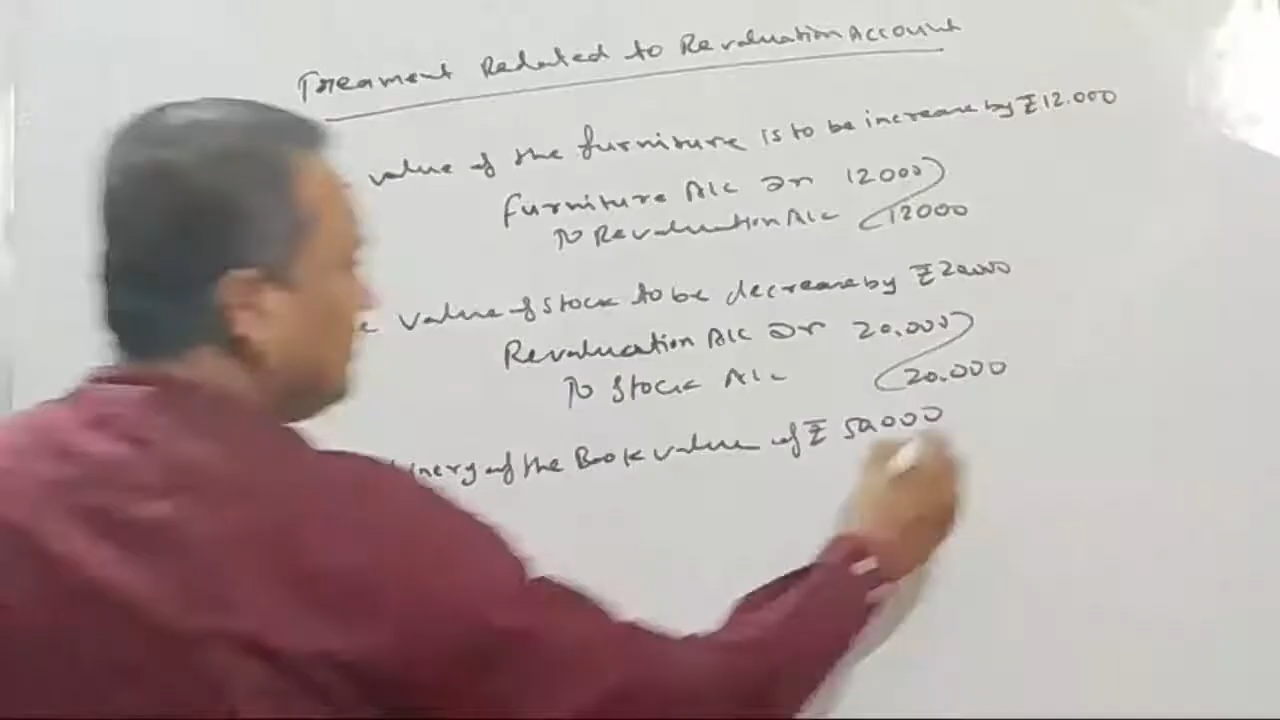 Treament Related to Revaluation Account
value of the furniture is to be increase by ₹12.000
furniture A/c Dr 12000
To Revaluation A/c 12000
value of stock to be decrease by ₹20000
Revaluation A/c Dr 20.000
To Stock A/c 20.000
inery of the Book value of ₹ 50000